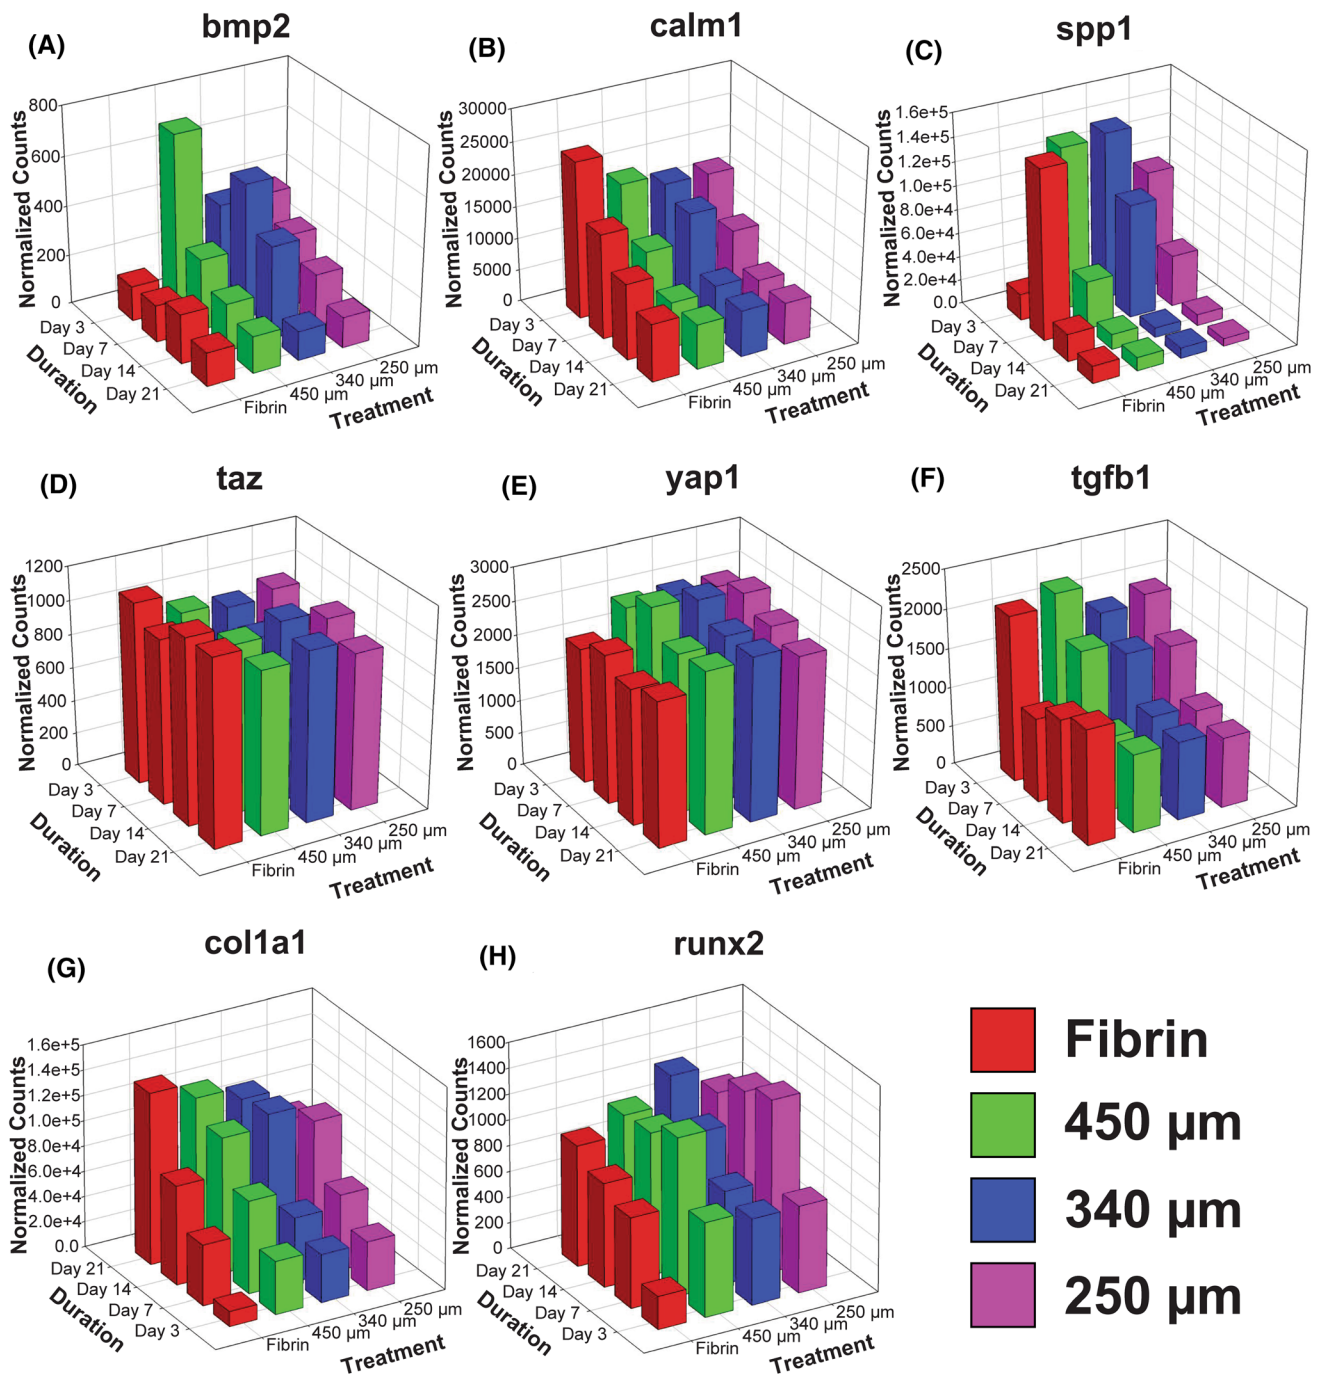 (A)
bmp2
Normalized Counts
800
600
400
200
0
Day 3
Day 7
Day 14
Day 21
Duration
Fibrin
450 µm
340 µm
250 µm
Treatment
(B)
calm1
Normalized Counts
30000
25000
20000
15000
10000
5000
0
Day 3
Day 7
Day 14
Day 21
Duration
Fibrin
450 µm
340 µm
250 µm
Treatment
(C)
spp1
Normalized Counts
1.6e+5
1.4e+5
1.2e+5
1.0e+5
8.0e+4
6.0e+4
4.0e+4
2.0e+4
0.0
Day 3
Day 7
Day 14
Day 21
Duration
Fibrin
450 µm
340 µm
250 µm
Treatment
(D)
taz
Normalized Counts
1200
1000
800
600
400
200
0
Day 3
Day 7
Day 14
Day 21
Duration
Fibrin
450 µm
340 µm
250 µm
Treatment
(E)
yap1
Normalized Counts
3000
2500
2000
1500
1000
500
0
Day 3
Day 7
Day 14
Day 21
Duration
Fibrin
450 µm
340 µm
250 µm
Treatment
(F)
tgfb1
Normalized Counts
2500
2000
1500
1000
500
0
Day 3
Day 7
Day 14
Day 21
Duration
Fibrin
450 µm
340 µm
250 µm
Treatment
(G)
col1a1
Normalized Counts
1.6e+5
1.4e+5
1.2e+5
1.0e+5
8.0e+4
6.0e+4
4.0e+4
2.0e+4
0.0
Day 21
Day 14
Day 7
Day 3
Duration
Fibrin
450 µm
340 µm
250 µm
Treatment
(H)
runx2
Normalized Counts
1600
1400
1200
1000
800
600
400
200
0
Day 21
Day 14
Day 7
Day 3
Duration
Fibrin
450 µm
340 µm
250 µm
Treatment
Fibrin
450 µm
340 µm
250 µm